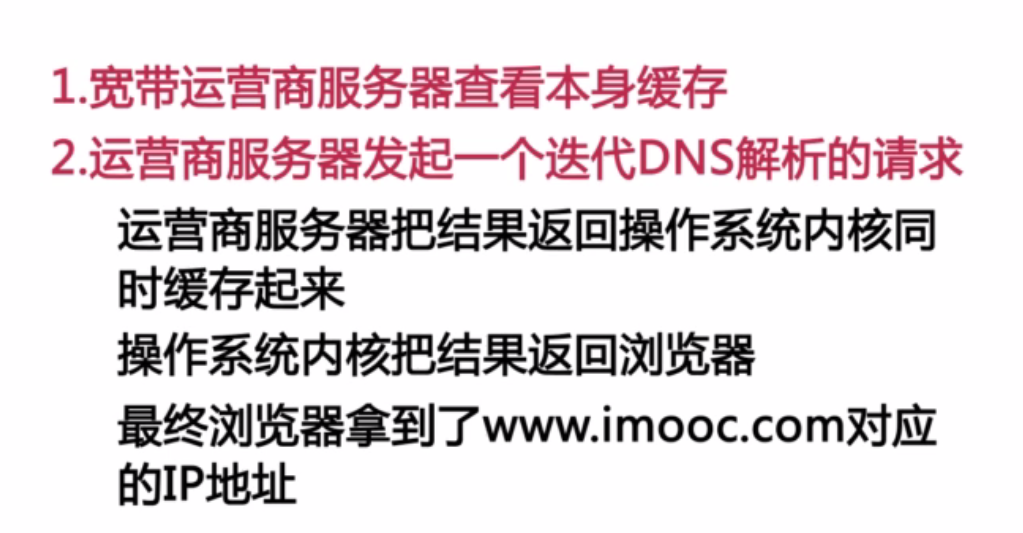 1.宽带运营商服务器查看本身缓存
2.运营商服务器发起一个迭代DNS解析的请求
运营商服务器把结果返回操作系统内核同
时缓存起来
操作系统内核把结果返回浏览器
最终浏览器拿到了www.imooc.com对应
的IP地址